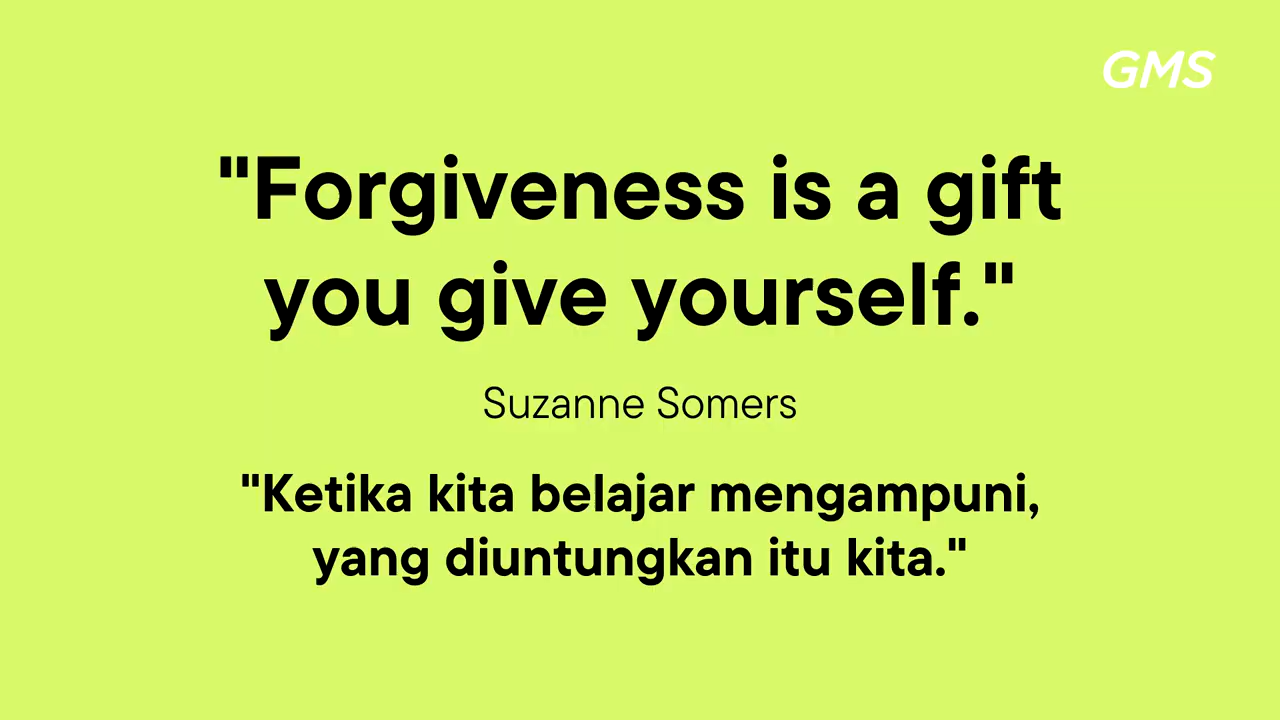 GMS
"Forgiveness is a gift
you give yourself."
Suzanne Somers
"Ketika kita belajar mengampuni,
yang diuntungkan itu kita."